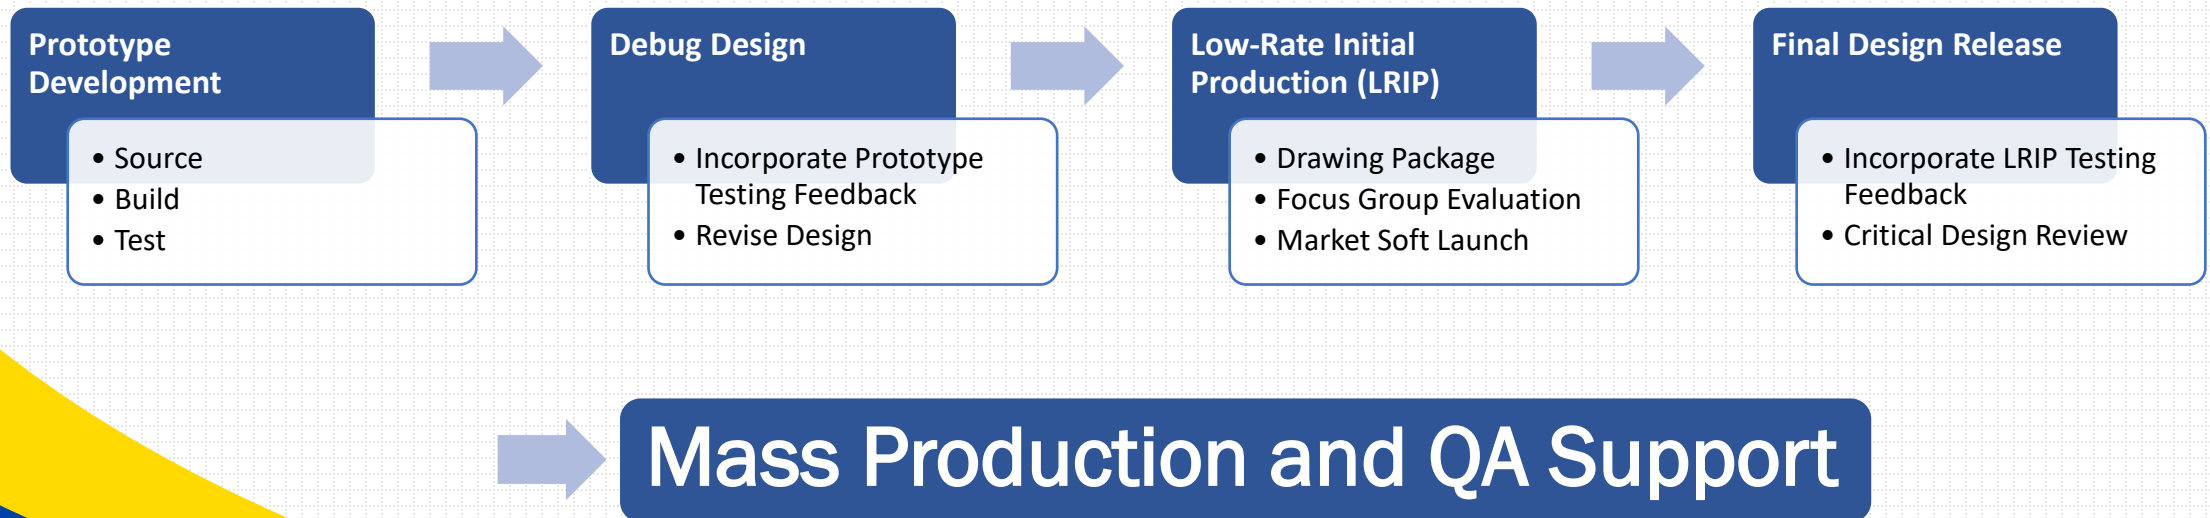 Prototype
Development
• Source
• Build
• Test
Debug Design
• Incorporate Prototype
Testing Feedback
• Revise Design
Low-Rate Initial
Production (LRIP)
• Drawing Package
• Focus Group Evaluation
• Market Soft Launch
Final Design Release
• Incorporate LRIP Testing
Feedback
• Critical Design Review
Mass Production and QA Support